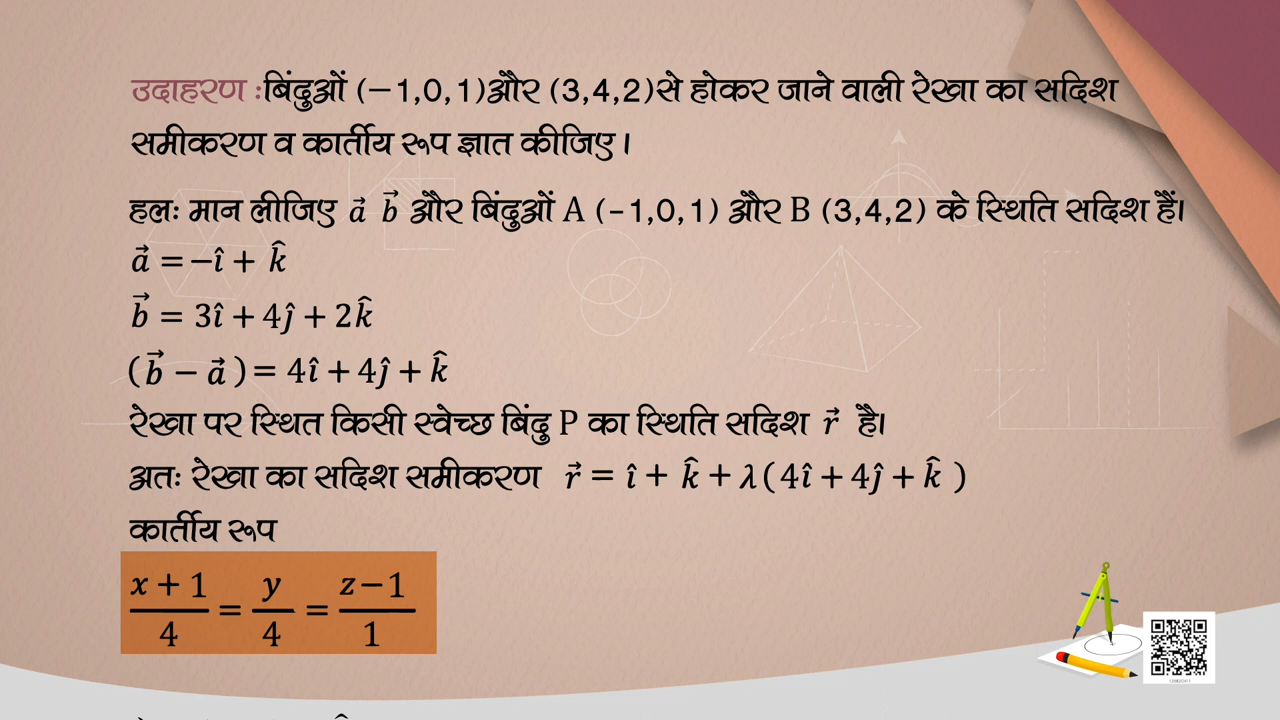 उदाहरण :बिंदुओं (−1,0,1)और (3,4,2)से होकर जाने वाली रेखा का सदिश
समीकरण व कार्तीय रूप ज्ञात कीजिए ।
हलः मान लीजिए a⃗ b⃗ और बिंदुओं A (-1,0,1) और B (3,4,2) के स्थिति सदिश हैं।
a⃗ = −î + k̂
b⃗ = 3î + 4ĵ + 2k̂
(b⃗ − a⃗) = 4î + 4ĵ + k̂
रेखा पर स्थित किसी स्वेच्छ बिंदु P का स्थिति सदिश r⃗ है।
अतः रेखा का सदिश समीकरण r⃗ = î + k̂ + λ(4î + 4ĵ + k̂ )
कार्तीय रूप
(x + 1)/4 = y/4 = (z − 1)/1